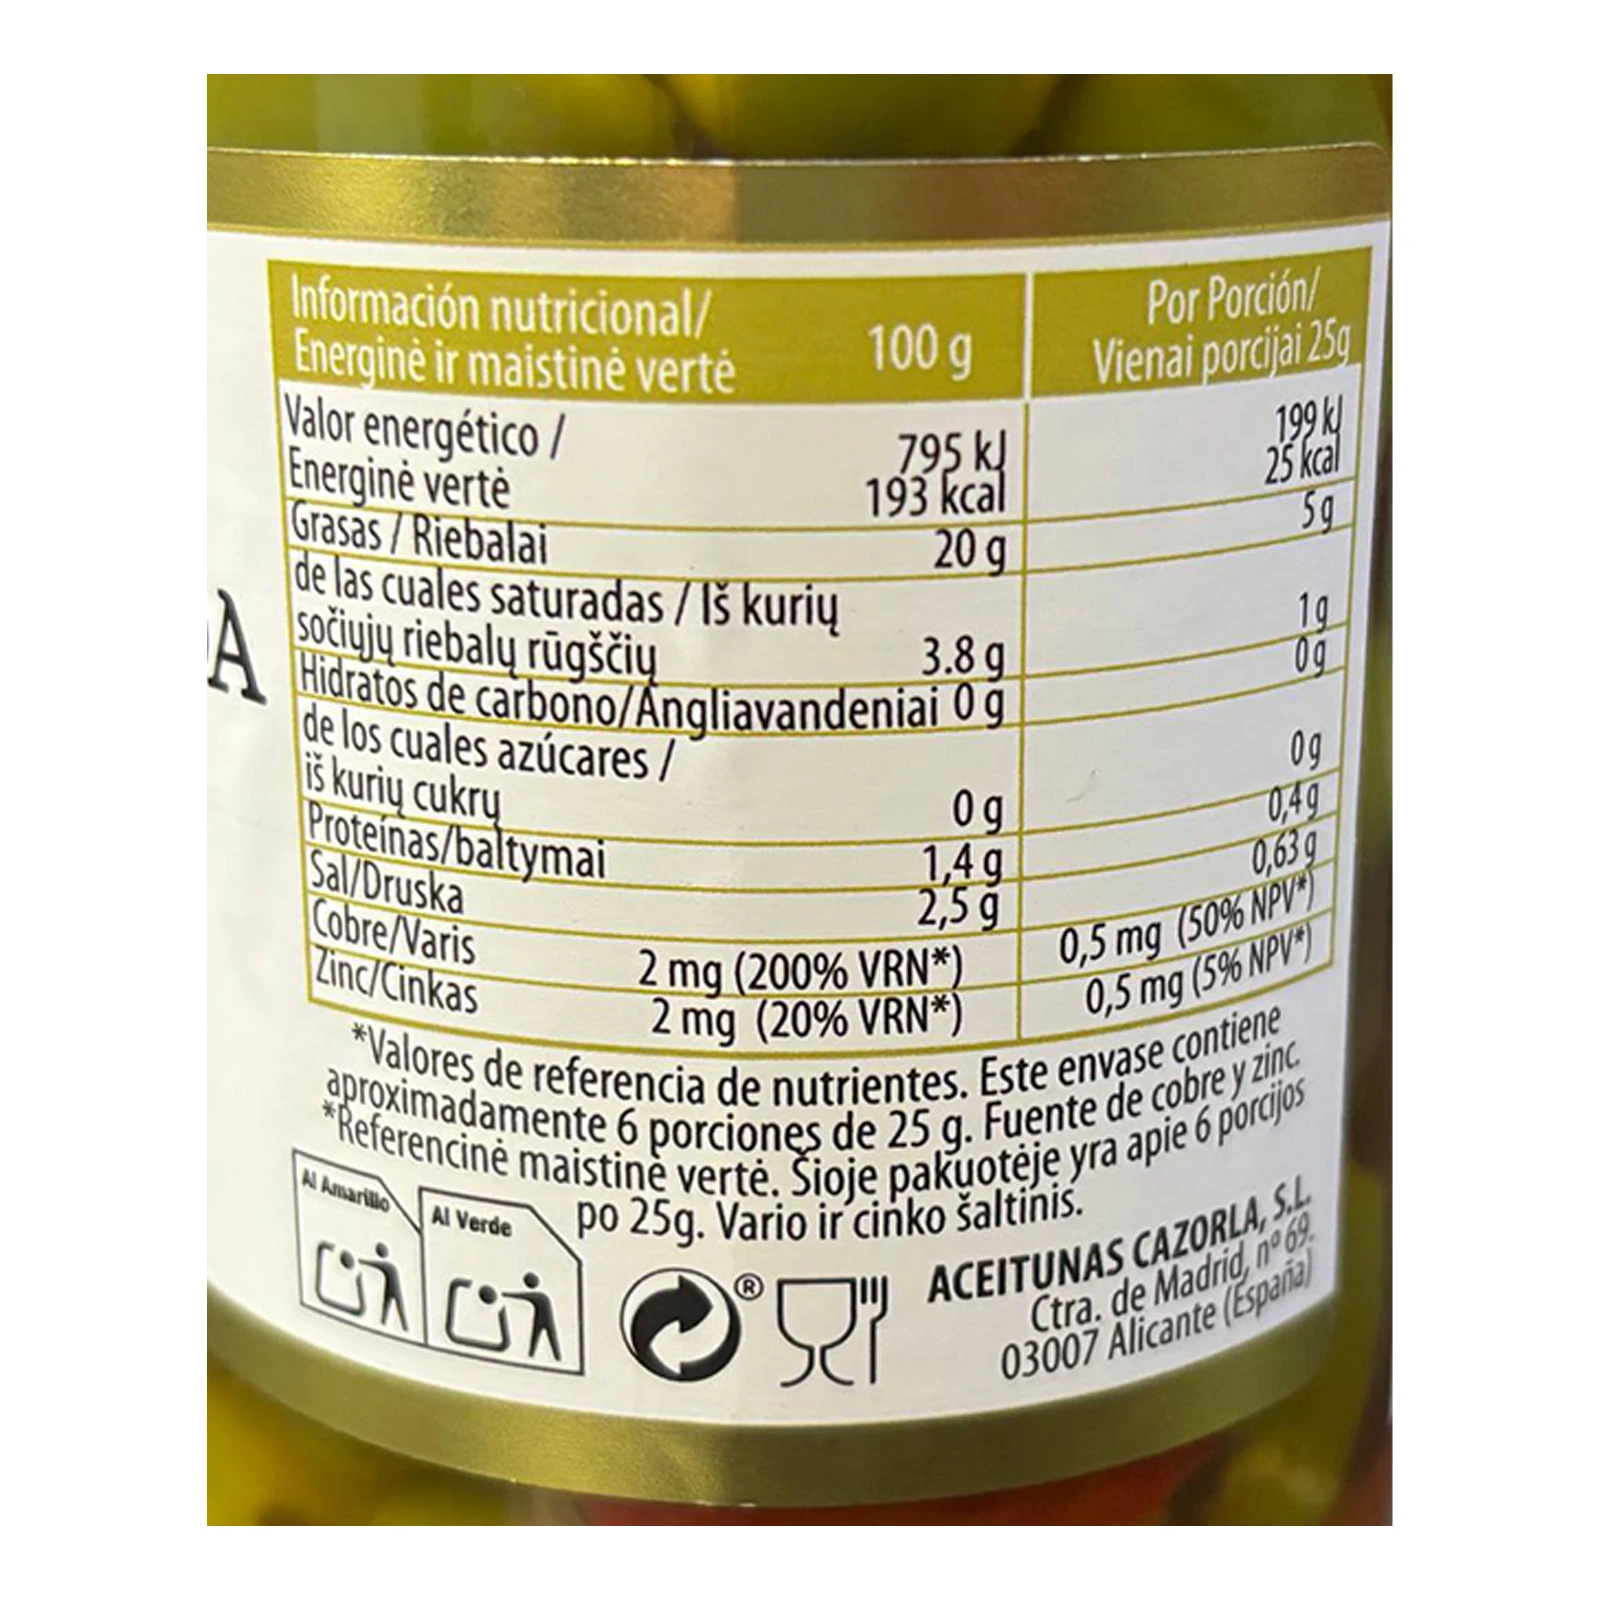 Información nutricional/
Energinė ir maistinė vertė
100 g
Por Porción/
Vienai porcijai 25g
Valor energético /
Energinė vertė
795 kJ
193 kcal
199 kJ
25 kcal
Grasas / Riebalai 20 g 5 g
de las cuales saturadas / Iš kurių
sočiųjų riebalų rūgščių 3.8 g 1 g
Hidratos de carbono/Angliavandeniai 0 g 0 g
de los cuales azúcares /
iš kurių cukrų 0 g 0 g
Proteínas/baltymai 1,4 g 0,4 g
Sal/Druska 2,5 g 0,63 g
Cobre/Varis 2 mg (200% VRN*) 0,5 mg (50% NPV*)
Zinc/Cinkas 2 mg (20% VRN*) 0,5 mg (5% NPV*)
*Valores de referencia de nutrientes. Este envase contiene
aproximadamente 6 porciones de 25 g. Fuente de cobre y zinc.
*Referencinė maistinė vertė. Šioje pakuotėje yra apie 6 porcijos
po 25g. Vario ir cinko šaltinis.
Al Amarillo
Al Verde
®
ACEITUNAS CAZORLA, S.L.
Ctra. de Madrid, nº 69.
03007 Alicante (España)
A